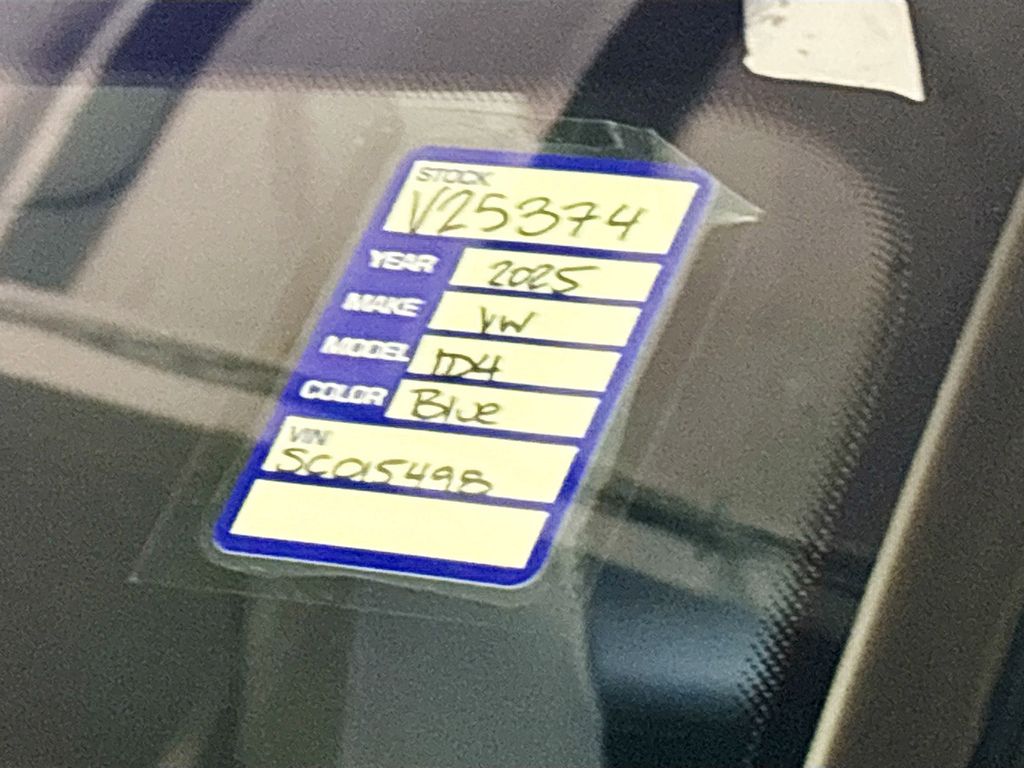 STOCK
V25374
YEAR 2025
MAKE VW
MODEL ID4
COLOR Blue
VIN
SC015498